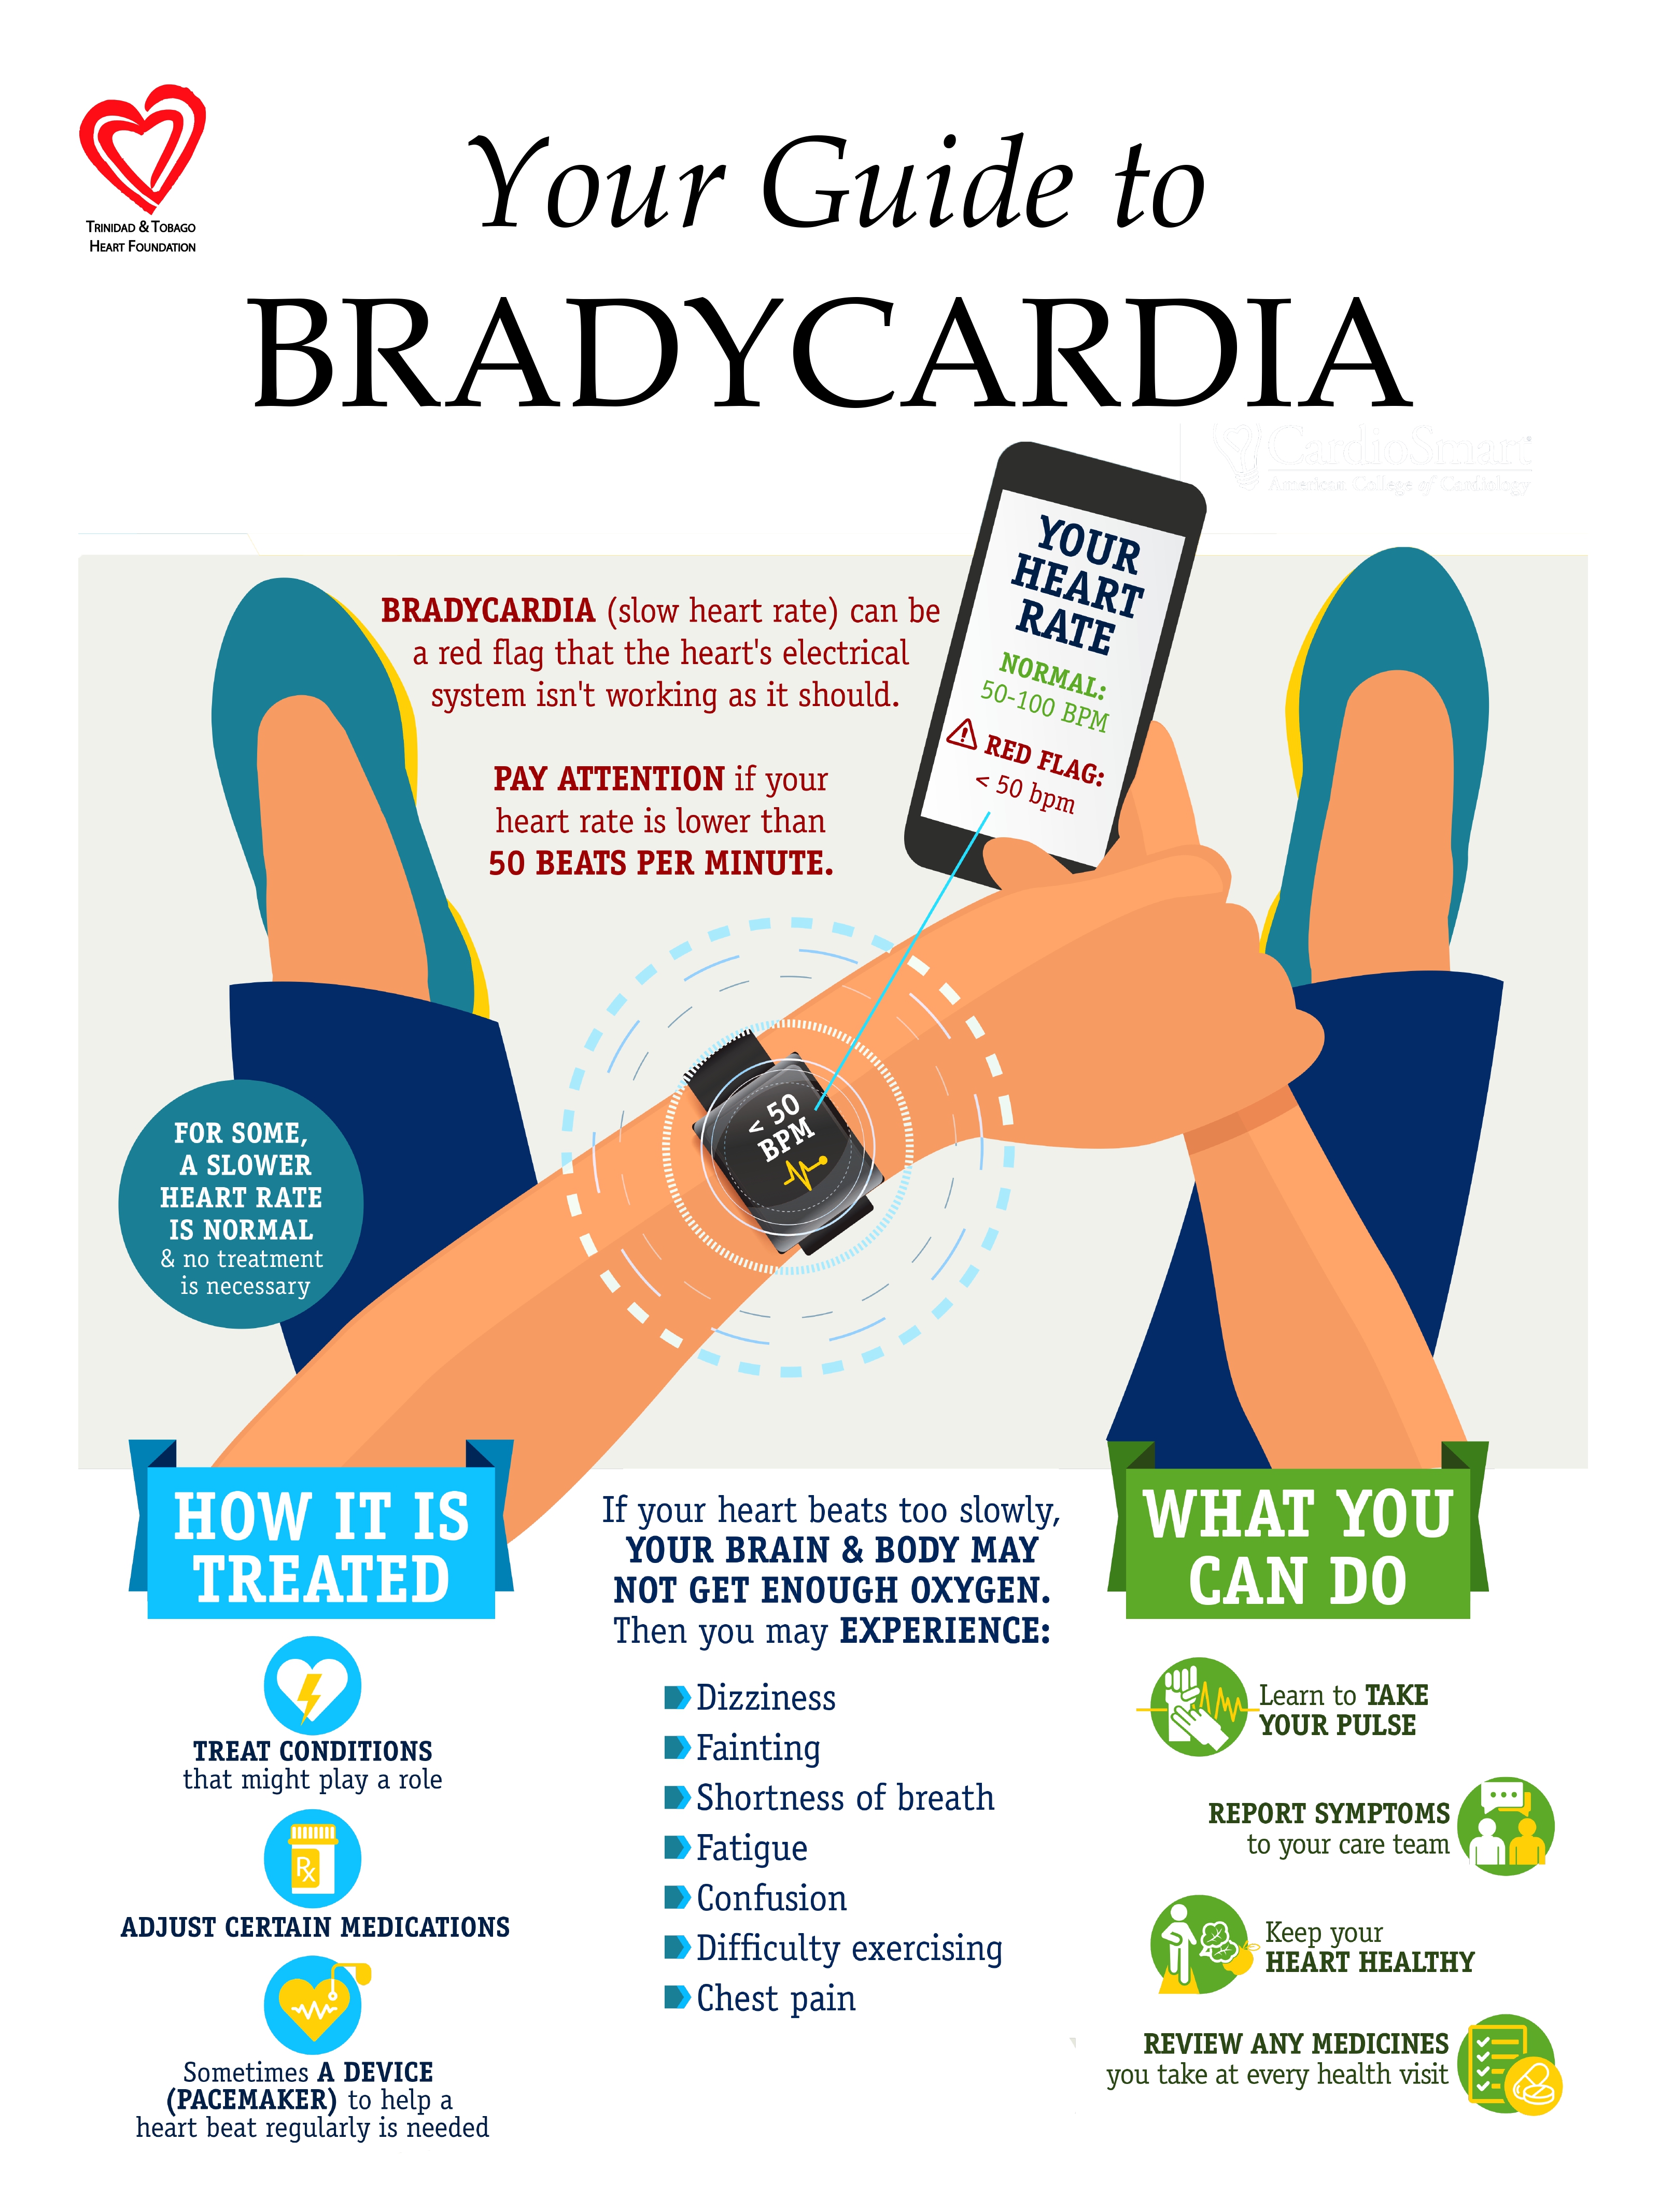 TRINIDAD & TOBAGO
HEART FOUNDATION
Your Guide to
BRADYCARDIA
CardioSmart
American College of Cardiology
BRADYCARDIA (slow heart rate) can be
a red flag that the heart's electrical
system isn't working as it should.
PAY ATTENTION if your
heart rate is lower than
50 BEATS PER MINUTE.
YOUR
HEART
RATE
NORMAL:
50-100 BPM
RED FLAG:
< 50 bpm
< 50
BPM
FOR SOME,
A SLOWER
HEART RATE
IS NORMAL
& no treatment
is necessary
HOW IT IS
TREATED
TREAT CONDITIONS
that might play a role
Rx
ADJUST CERTAIN MEDICATIONS
Sometimes A DEVICE
(PACEMAKER) to help a
heart beat regularly is needed
If your heart beats too slowly,
YOUR BRAIN & BODY MAY
NOT GET ENOUGH OXYGEN.
Then you may EXPERIENCE:
Dizziness
Fainting
Shortness of breath
Fatigue
Confusion
Difficulty exercising
Chest pain
WHAT YOU
CAN DO
Learn to TAKE
YOUR PULSE
REPORT SYMPTOMS
to your care team
Keep your
HEART HEALTHY
REVIEW ANY MEDICINES
you take at every health visit